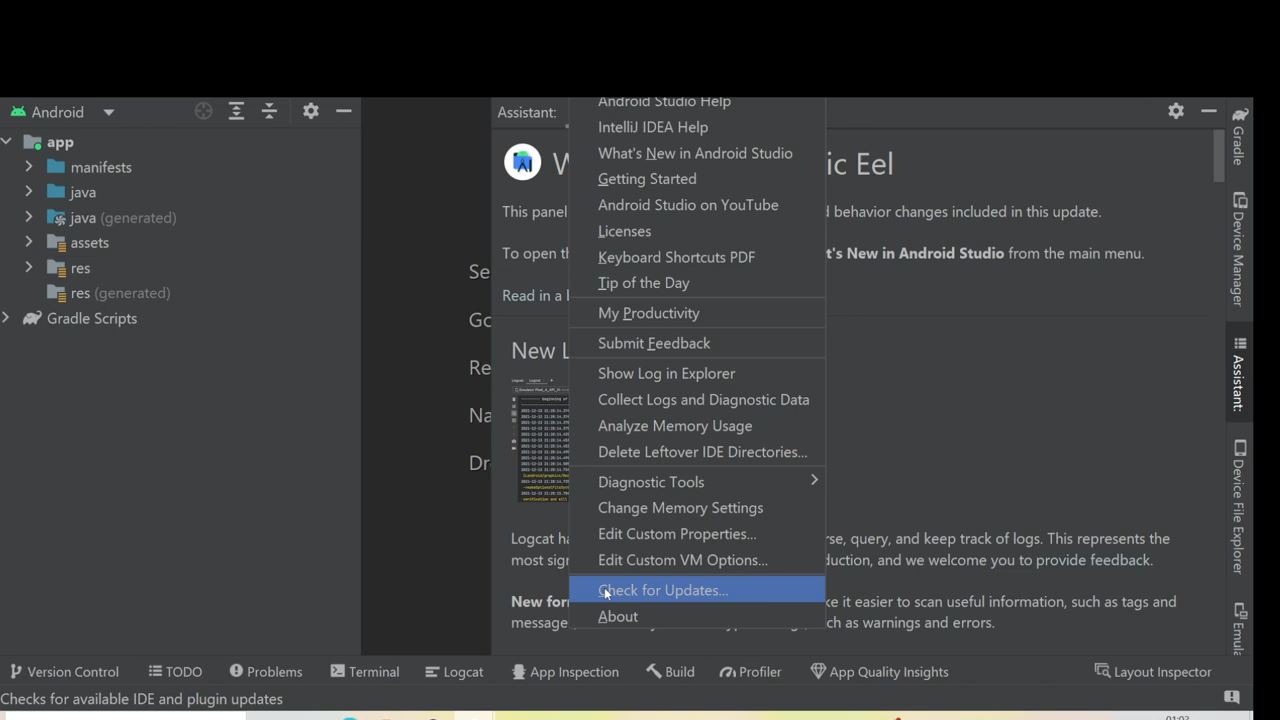 Android
app
manifests
java
java (generated)
assets
res
res (generated)
Gradle Scripts
Se
Go
Re
Na
Dr
Assistant:
W ic Eel
This panel d behavior changes included in this update.
To open th t's New in Android Studio from the main menu.
Read in a b
New L
Logcat ha rse, query, and keep track of logs. This represents the
most sign duction, and we welcome you to provide feedback.
New for ke it easier to scan useful information, such as tags and
message, such as warnings and errors.
Android Studio Help
IntelliJ IDEA Help
What's New in Android Studio
Getting Started
Android Studio on YouTube
Licenses
Keyboard Shortcuts PDF
Tip of the Day
My Productivity
Submit Feedback
Show Log in Explorer
Collect Logs and Diagnostic Data
Analyze Memory Usage
Delete Leftover IDE Directories...
Diagnostic Tools
Change Memory Settings
Edit Custom Properties...
Edit Custom VM Options...
Check for Updates...
About
Gradle
Device Manager
Assistant:
Device File Explorer
Emula
Version Control TODO Problems Terminal Logcat App Inspection Build Profiler App Quality Insights Layout Inspector
Checks for available IDE and plugin updates